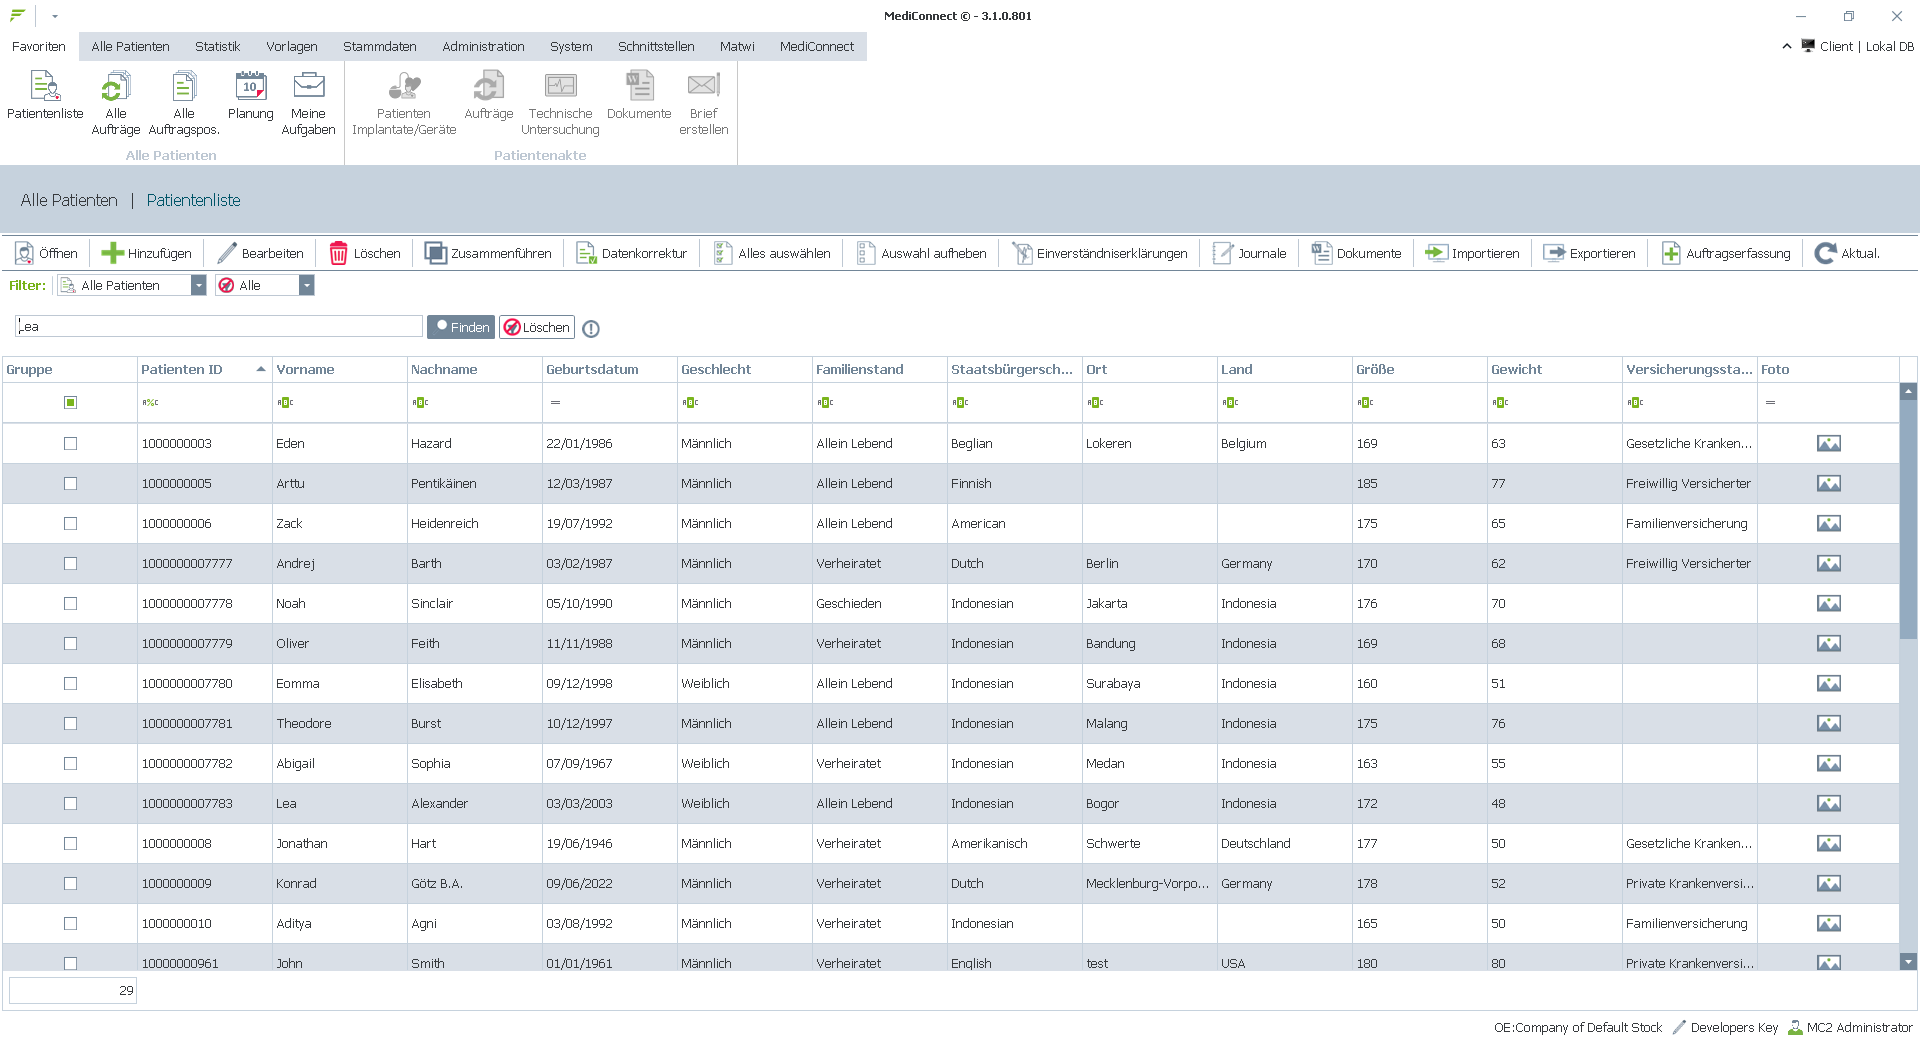 MediConnect © - 3.1.0.801
Favoriten Alle Patienten Statistik Vorlagen Stammdaten Administration System Schnittstellen Matwi MediConnect Client | Lokal DB
Patientenliste Alle Aufträge Alle Auftragspos. Planung Meine Aufgaben Patienten Implantate/Geräte Aufträge Technische Untersuchung Dokumente Brief erstellen
Alle Patienten Patientenakte
Alle Patienten | Patientenliste
Öffnen Hinzufügen Bearbeiten Löschen Zusammenführen Datenkorrektur Alles auswählen Auswahl aufheben Einverständniserklärungen Journale Dokumente Importieren Exportieren Auftragserfassung Aktual.
Filter: Alle Patienten Alle
Lea Finden Löschen
Gruppe Patienten ID Vorname Nachname Geburtsdatum Geschlecht Familienstand Staatsbürgersch... Ort Land Größe Gewicht Versicherungssta... Foto
1000000003 Eden Hazard 22/01/1986 Männlich Allein Lebend Beglian Lokeren Belgium 169 63 Gesetzliche Kranken...
1000000005 Arttu Pentikäinen 12/03/1987 Männlich Allein Lebend Finnish 185 77 Freiwillig Versicherter
1000000006 Zack Heidenreich 19/07/1992 Männlich Allein Lebend American 175 65 Familienversicherung
1000000007777 Andrej Barth 03/02/1987 Männlich Verheiratet Dutch Berlin Germany 170 62 Freiwillig Versicherter
1000000007778 Noah Sinclair 05/10/1990 Männlich Geschieden Indonesian Jakarta Indonesia 176 70
1000000007779 Oliver Feith 11/11/1988 Männlich Verheiratet Indonesian Bandung Indonesia 169 68
1000000007780 Eomma Elisabeth 09/12/1998 Weiblich Allein Lebend Indonesian Surabaya Indonesia 160 51
1000000007781 Theodore Burst 10/12/1997 Männlich Allein Lebend Indonesian Malang Indonesia 175 76
1000000007782 Abigail Sophia 07/09/1967 Weiblich Verheiratet Indonesian Medan Indonesia 163 55
1000000007783 Lea Alexander 03/03/2003 Weiblich Allein Lebend Indonesian Bogor Indonesia 172 48
1000000008 Jonathan Hart 19/06/1946 Männlich Verheiratet Amerikanisch Schwerte Deutschland 177 50 Gesetzliche Kranken...
1000000009 Konrad Götz B.A. 09/06/2022 Männlich Verheiratet Dutch Mecklenburg-Vorpo... Germany 178 52 Private Krankenversi...
1000000010 Aditya Agni 03/08/1992 Männlich Verheiratet Indonesian 165 50 Familienversicherung
10000000961 John Smith 01/01/1961 Männlich Verheiratet English test USA 180 80 Private Krankenversi...
29
OE:Company of Default Stock Developers Key MC2 Administrator